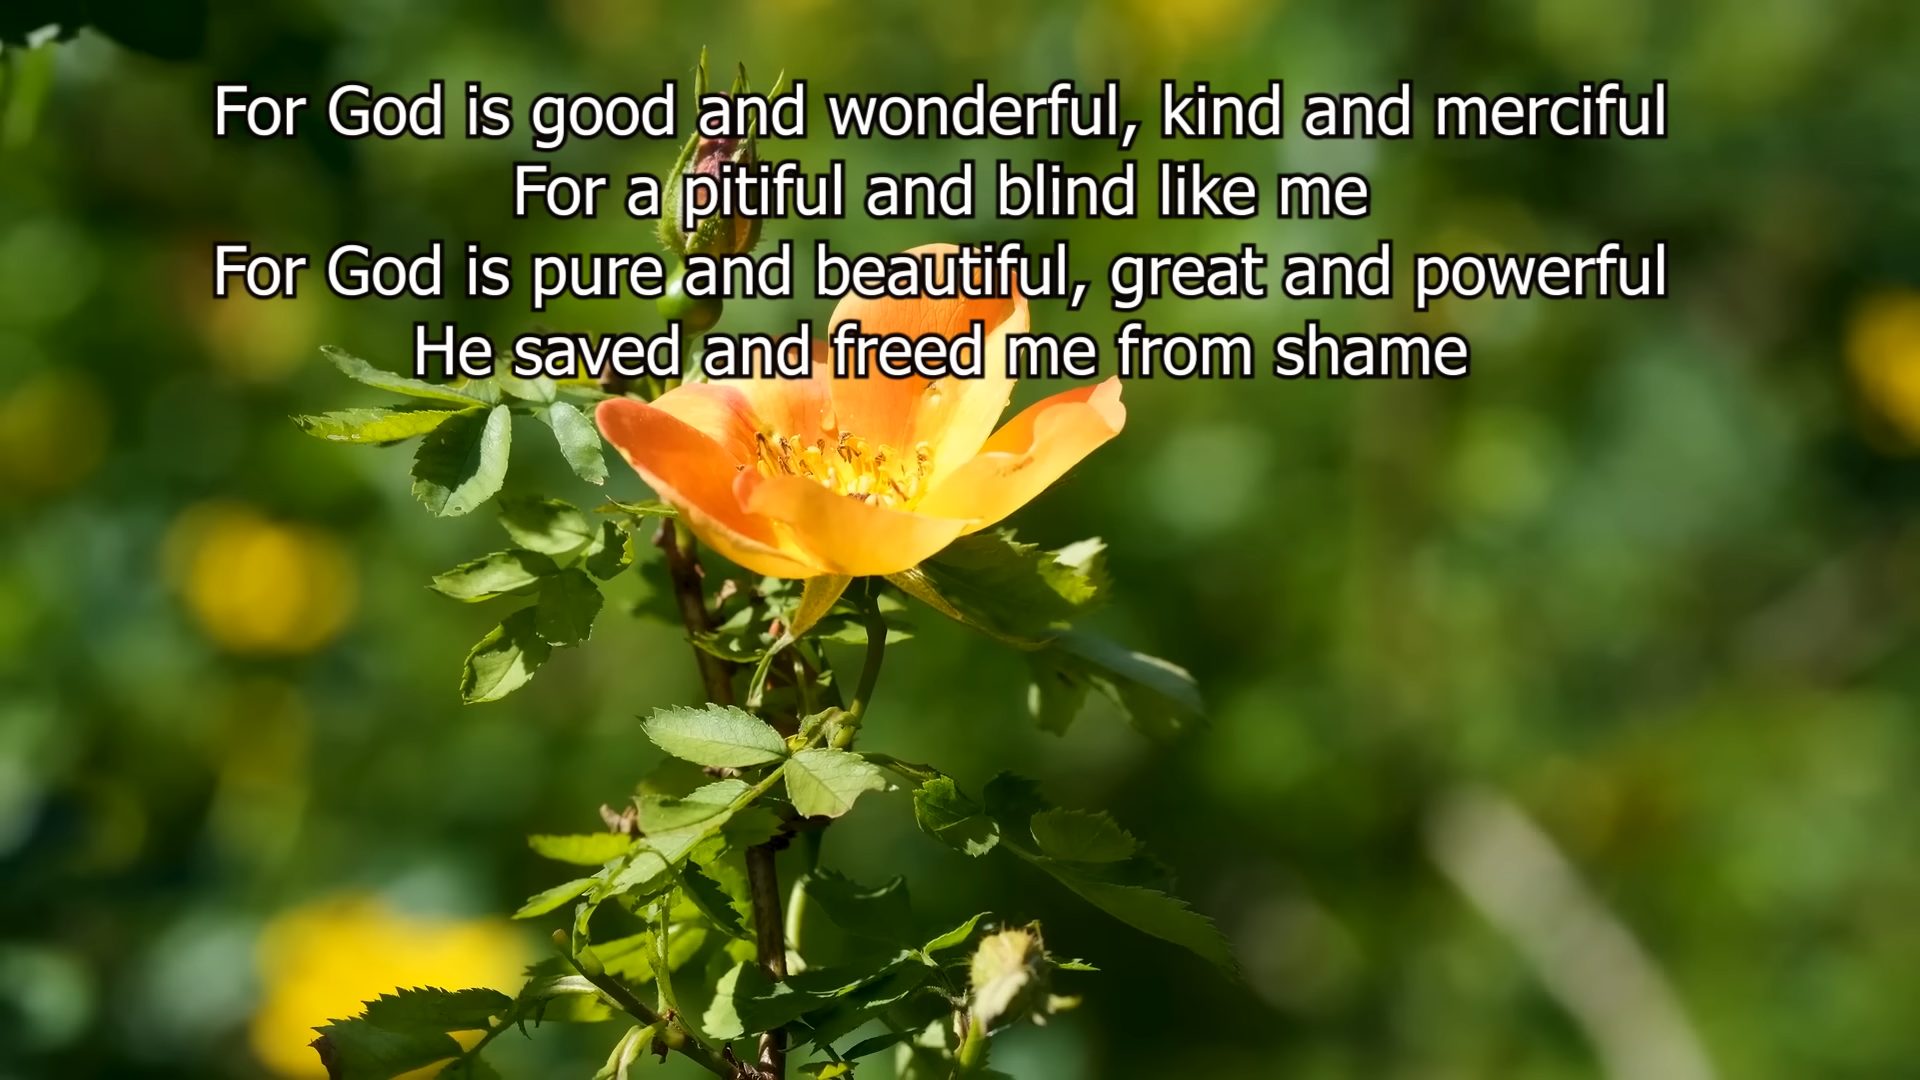 For God is good and wonderful, kind and merciful
For a pitiful and blind like me
For God is pure and beautiful, great and powerful
He saved and freed me from shame